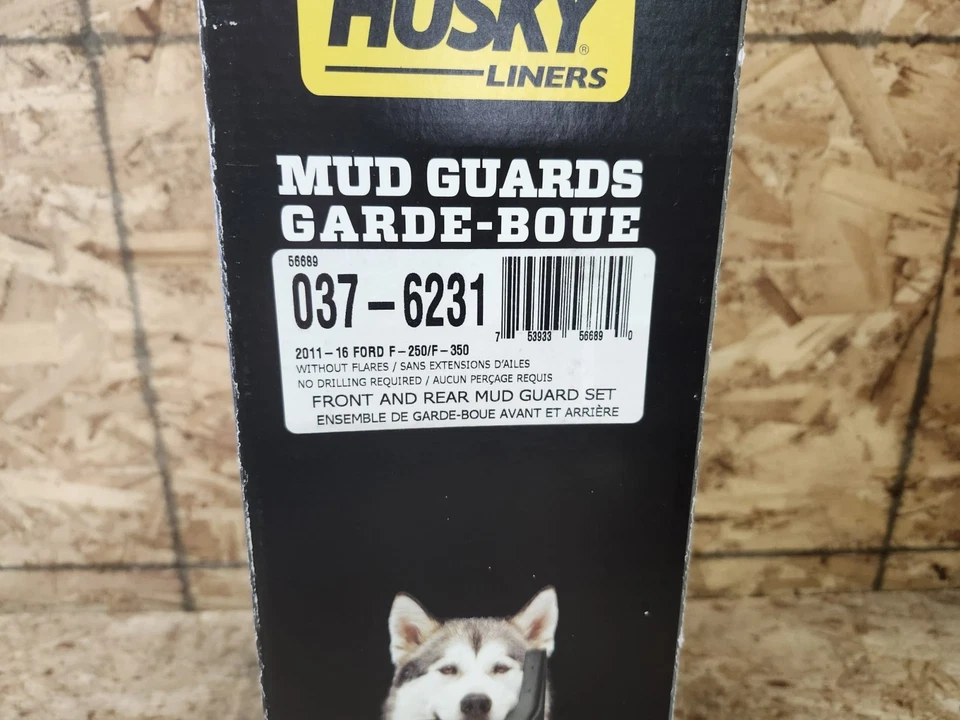 HUSKY®
LINERS
MUD GUARDS
GARDE-BOUE
56689
037-6231
7 53933 56689 0
2011-16 FORD F-250/F-350
WITHOUT FLARES / SANS EXTENSIONS D'AILES
NO DRILLING REQUIRED / AUCUN PERÇAGE REQUIS
FRONT AND REAR MUD GUARD SET
ENSEMBLE DE GARDE-BOUE AVANT ET ARRIÈRE